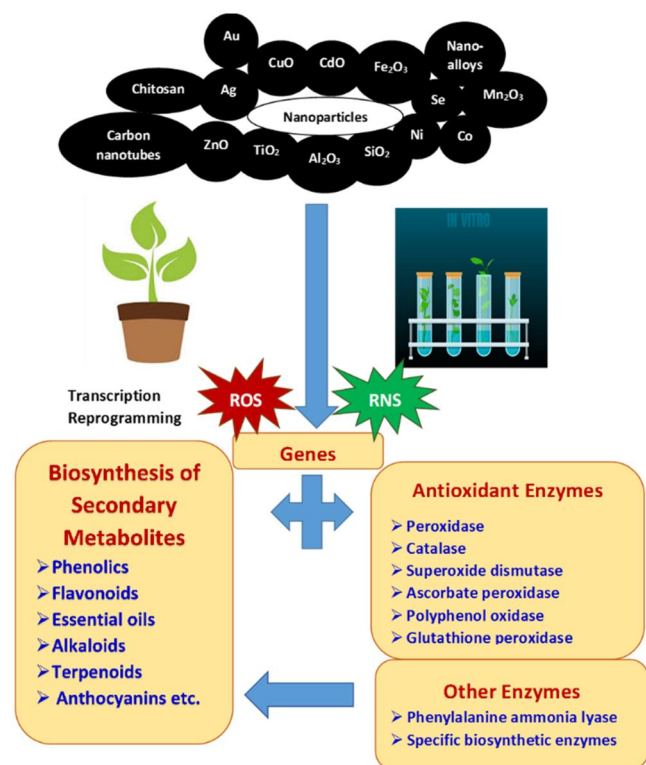 Au
CuO
CdO
Fe₂O₃
Nano-
alloys
Chitosan
Ag
Se
Mn₂O₃
Nanoparticles
Carbon
nanotubes
ZnO
TiO₂
Al₂O₃
SiO₂
Ni
Co
IN VITRO
Transcription
Reprogramming
ROS
RNS
Genes
Biosynthesis of
Secondary
Metabolites
➢ Phenolics
➢ Flavonoids
➢ Essential oils
➢ Alkaloids
➢ Terpenoids
➢ Anthocyanins etc.
Antioxidant Enzymes
➢ Peroxidase
➢ Catalase
➢ Superoxide dismutase
➢ Ascorbate peroxidase
➢ Polyphenol oxidase
➢ Glutathione peroxidase
Other Enzymes
➢ Phenylalanine ammonia lyase
➢ Specific biosynthetic enzymes